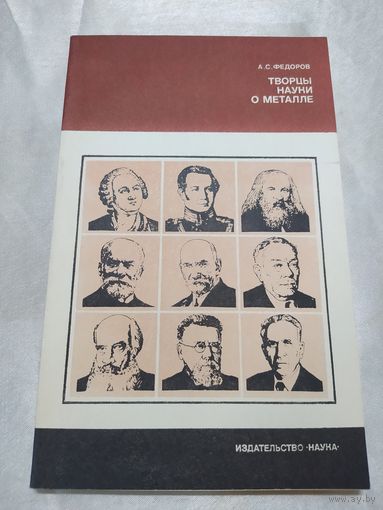 А.С.ФЕДОРОВ
ТВОРЦЫ
НАУКИ
О МЕТАЛЛЕ
ИЗДАТЕЛЬСТВО «НАУКА»
www.ay.by